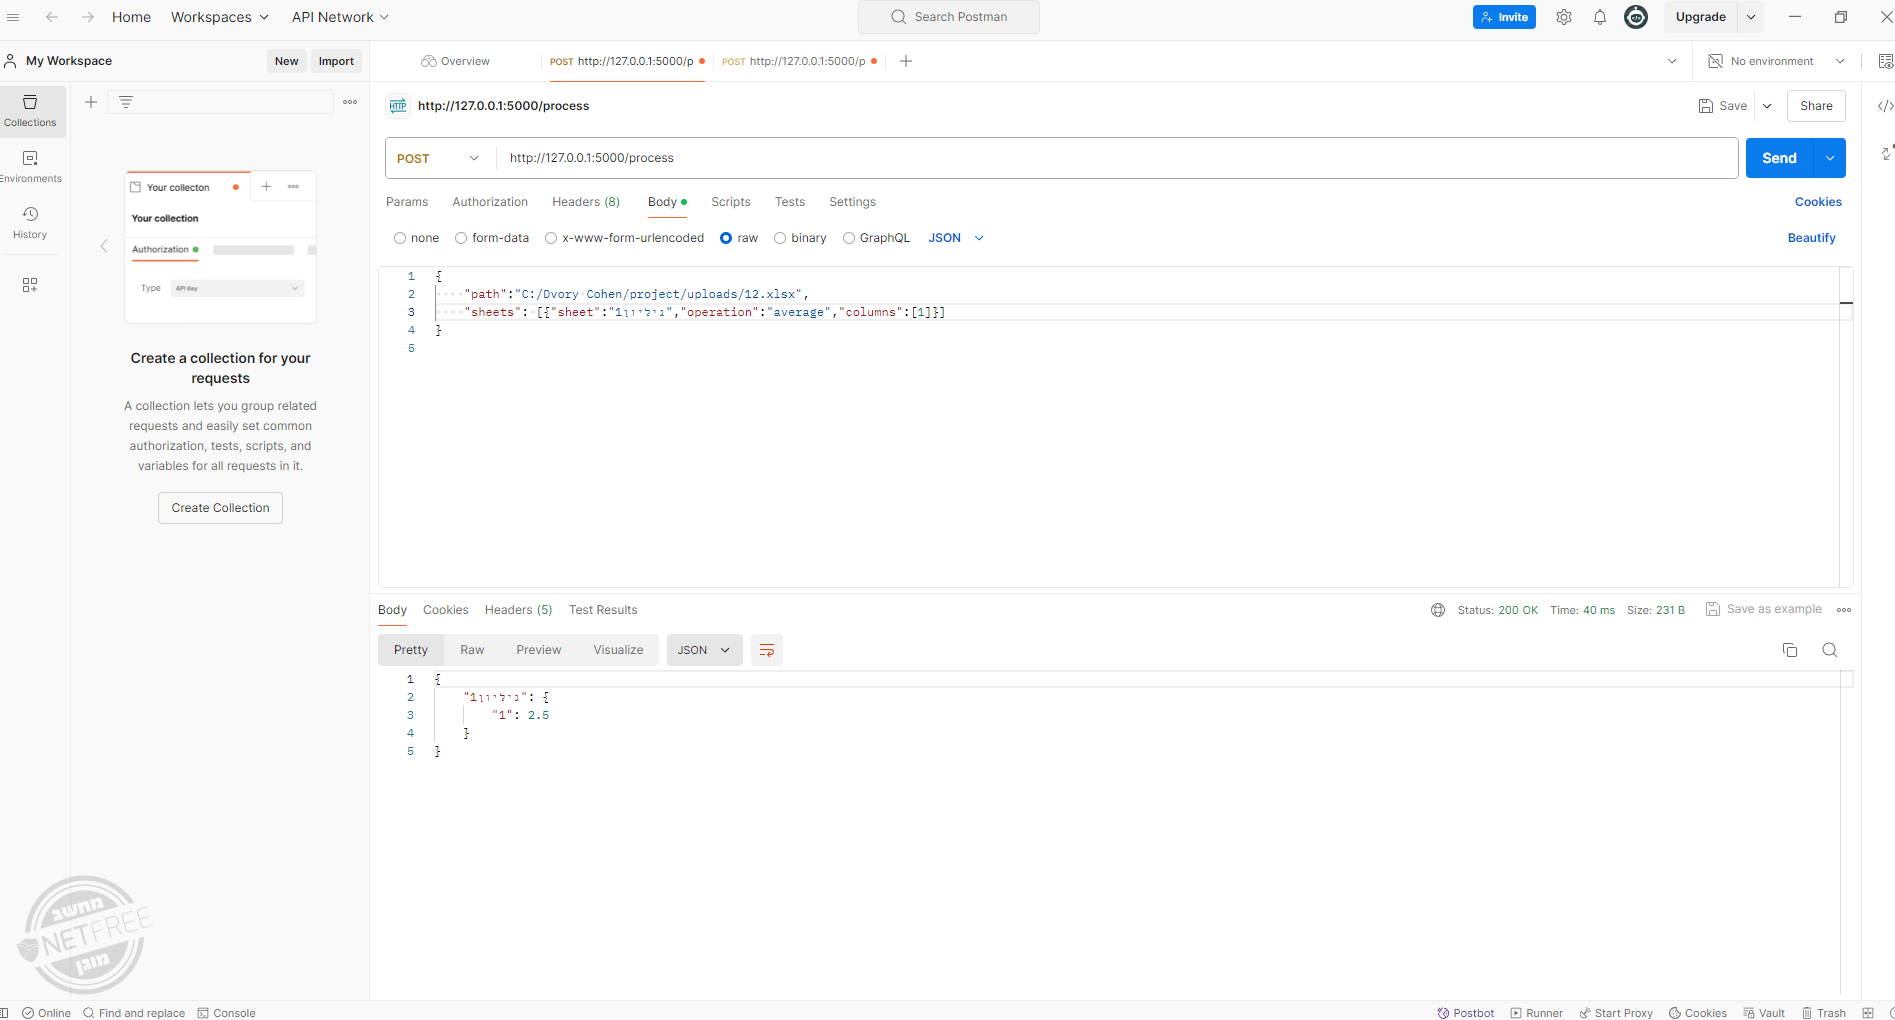 Home
Workspaces
API Network
Search Postman
Invite
Upgrade
My Workspace
New
Import
Overview
POST http://127.0.0.1:5000/p
POST http://127.0.0.1:5000/p
No environment
Collections
Environments
History
Your collecton
Your collection
Authorization
Type
API Key
Create a collection for your
requests
A collection lets you group related
requests and easily set common
authorization, tests, scripts, and
variables for all requests in it.
Create Collection
HTTP
http://127.0.0.1:5000/process
Save
Share
POST
http://127.0.0.1:5000/process
Send
Params
Authorization
Headers (8)
Body
Scripts
Tests
Settings
Cookies
none
form-data
x-www-form-urlencoded
raw
binary
GraphQL
JSON
Beautify
1 {
2 "path":"C:/Dvory Cohen/project/uploads/12.xlsx",
3 "sheets": [{"sheet":"גיליון1","operation":"average","columns":[1]}]
4 }
5
Body
Cookies
Headers (5)
Test Results
Status: 200 OK
Time: 40 ms
Size: 231 B
Save as example
Pretty
Raw
Preview
Visualize
JSON
1 {
2 "גיליון1": {
3 "1": 2.5
4 }
5 }
מחשב
NETFREE
מוגן
Online
Find and replace
Console
Postbot
Runner
Start Proxy
Cookies
Vault
Trash